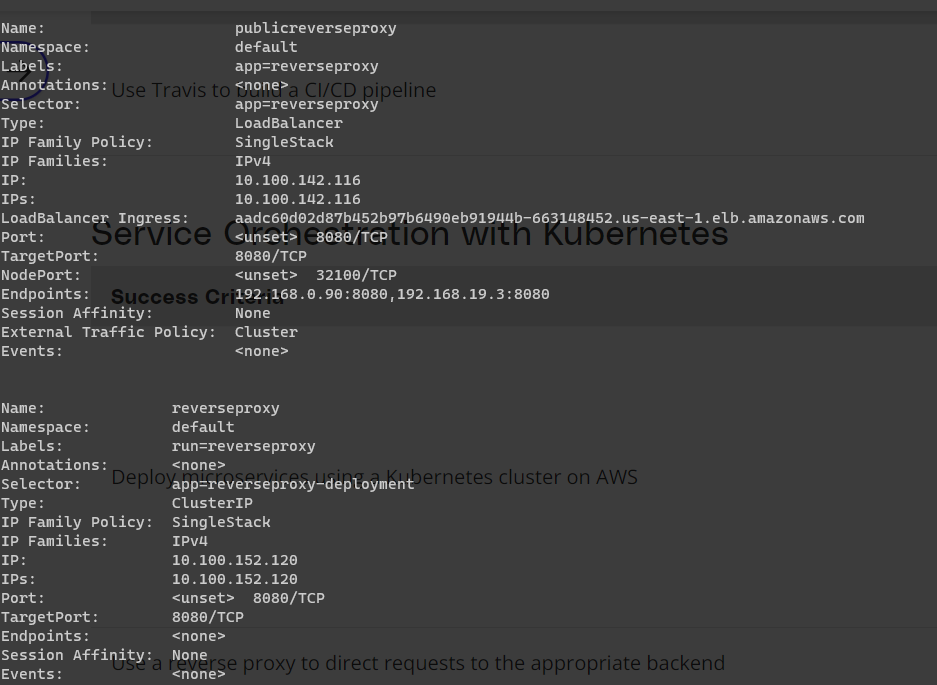 Name: publicreverseproxy
Namespace: default
Labels: app=reverseproxy
Annotations: <none>
Use Travis to build a CI/CD pipeline
Selector: app=reverseproxy
Type: LoadBalancer
IP Family Policy: SingleStack
IP Families: IPv4
IP: 10.100.142.116
IPs: 10.100.142.116
LoadBalancer Ingress: aadc60d02d87b452b97b6490eb91944b-663148452.us-east-1.elb.amazonaws.com
Service Orchestration with Kubernetes
Port: <unset> 8080/TCP
TargetPort: 8080/TCP
NodePort: <unset> 32100/TCP
Endpoints: 192.168.0.90:8080,192.168.19.3:8080
Success Criteria
Session Affinity: None
External Traffic Policy: Cluster
Events: <none>
Name: reverseproxy
Namespace: default
Labels: run=reverseproxy
Annotations: <none>
Deploy microservices using a Kubernetes cluster on AWS
Selector: app=reverseproxy-deployment
Type: ClusterIP
IP Family Policy: SingleStack
IP Families: IPv4
IP: 10.100.152.120
IPs: 10.100.152.120
Port: <unset> 8080/TCP
TargetPort: 8080/TCP
Endpoints: <none>
Session Affinity: None
Use a reverse proxy to direct requests to the appropriate backend
Events: <none>